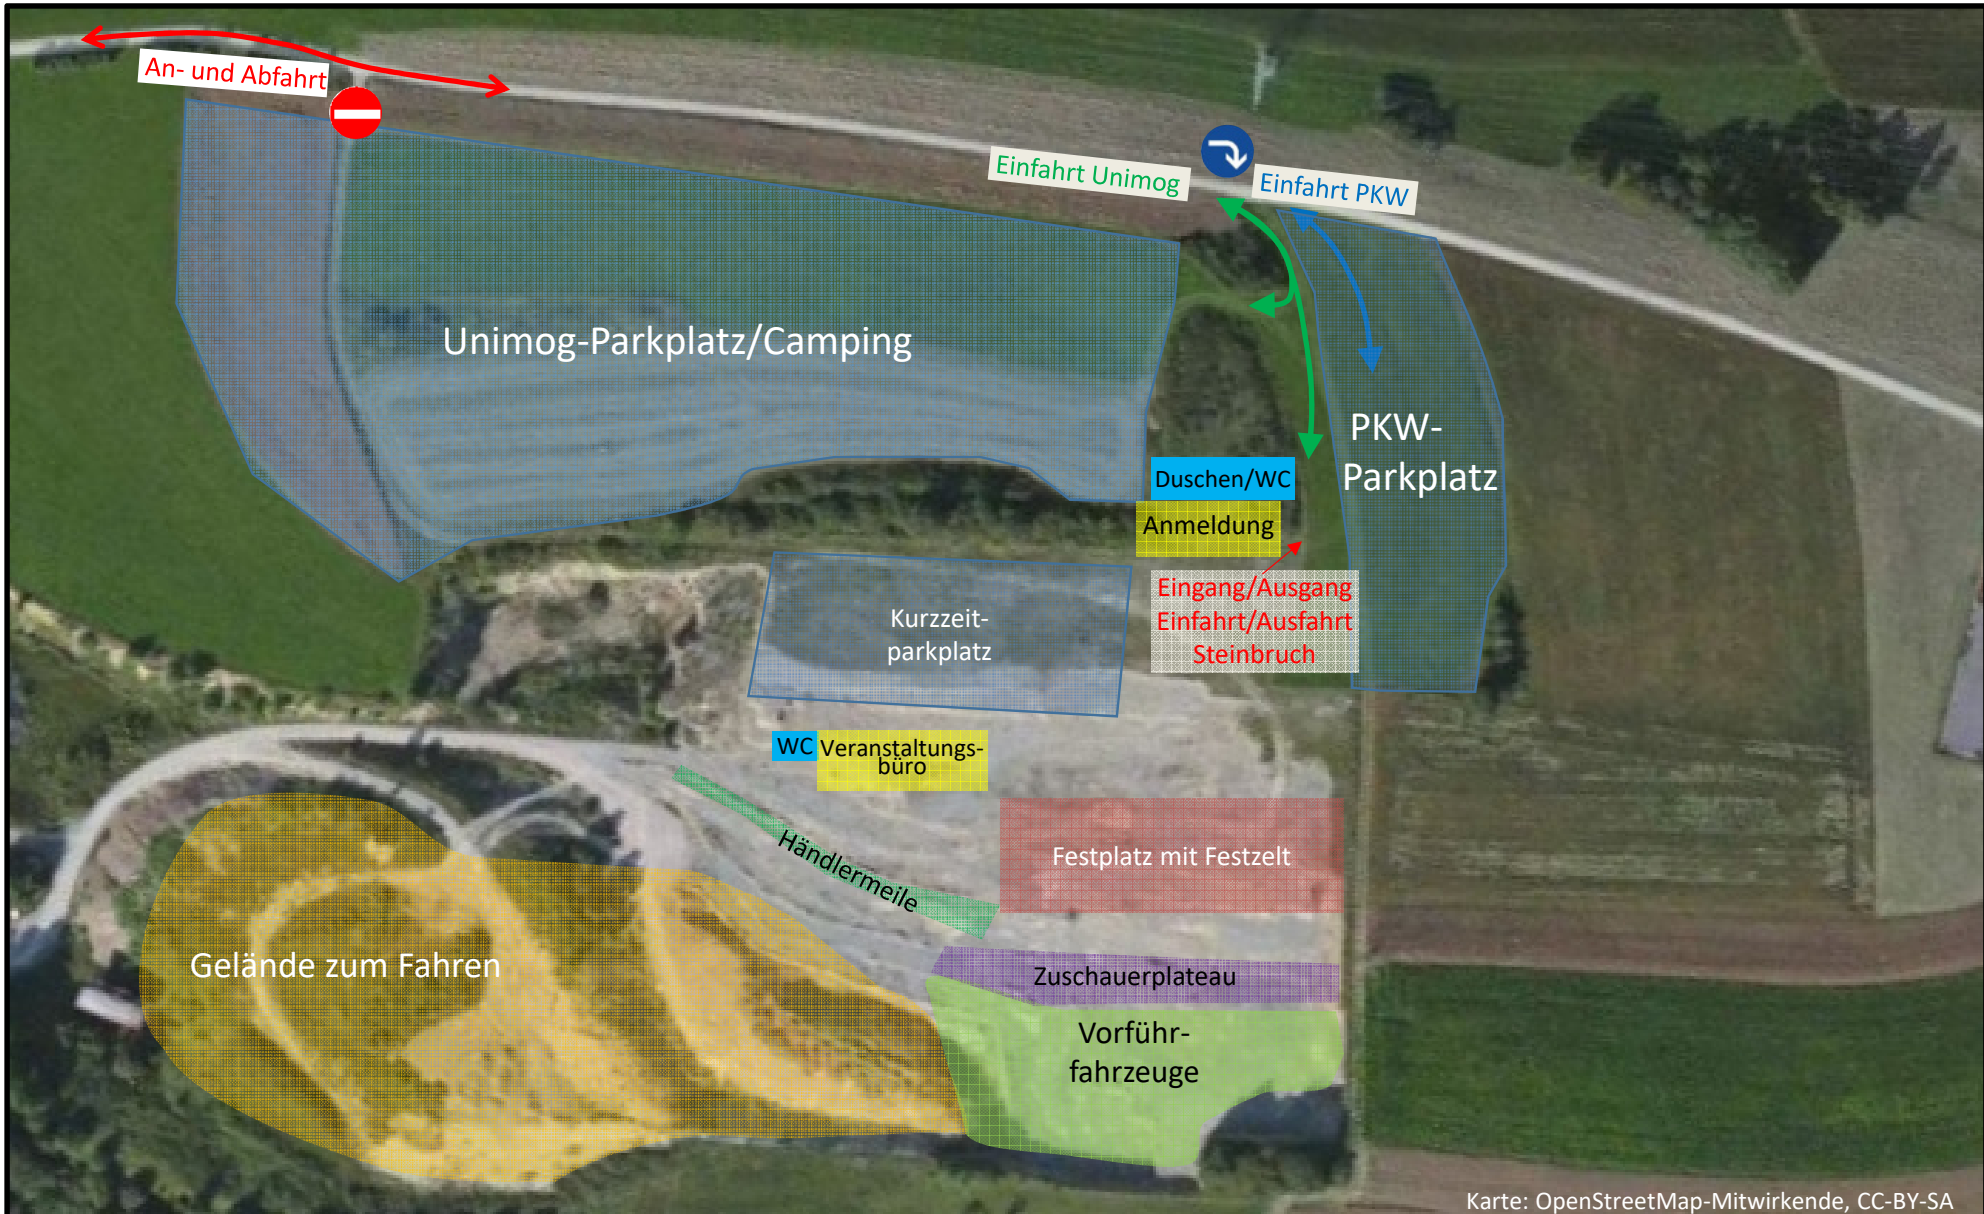 An- und Abfahrt
Einfahrt Unimog
Einfahrt PKW
Unimog-Parkplatz/Camping
PKW-
Parkplatz
Duschen/WC
Anmeldung
Eingang/Ausgang
Einfahrt/Ausfahrt
Steinbruch
Kurzzeit-
parkplatz
WC
Veranstaltungs-
büro
Händlermeile
Festplatz mit Festzelt
Gelände zum Fahren
Zuschauerplateau
Vorführ-
fahrzeuge
Karte: OpenStreetMap-Mitwirkende, CC-BY-SA